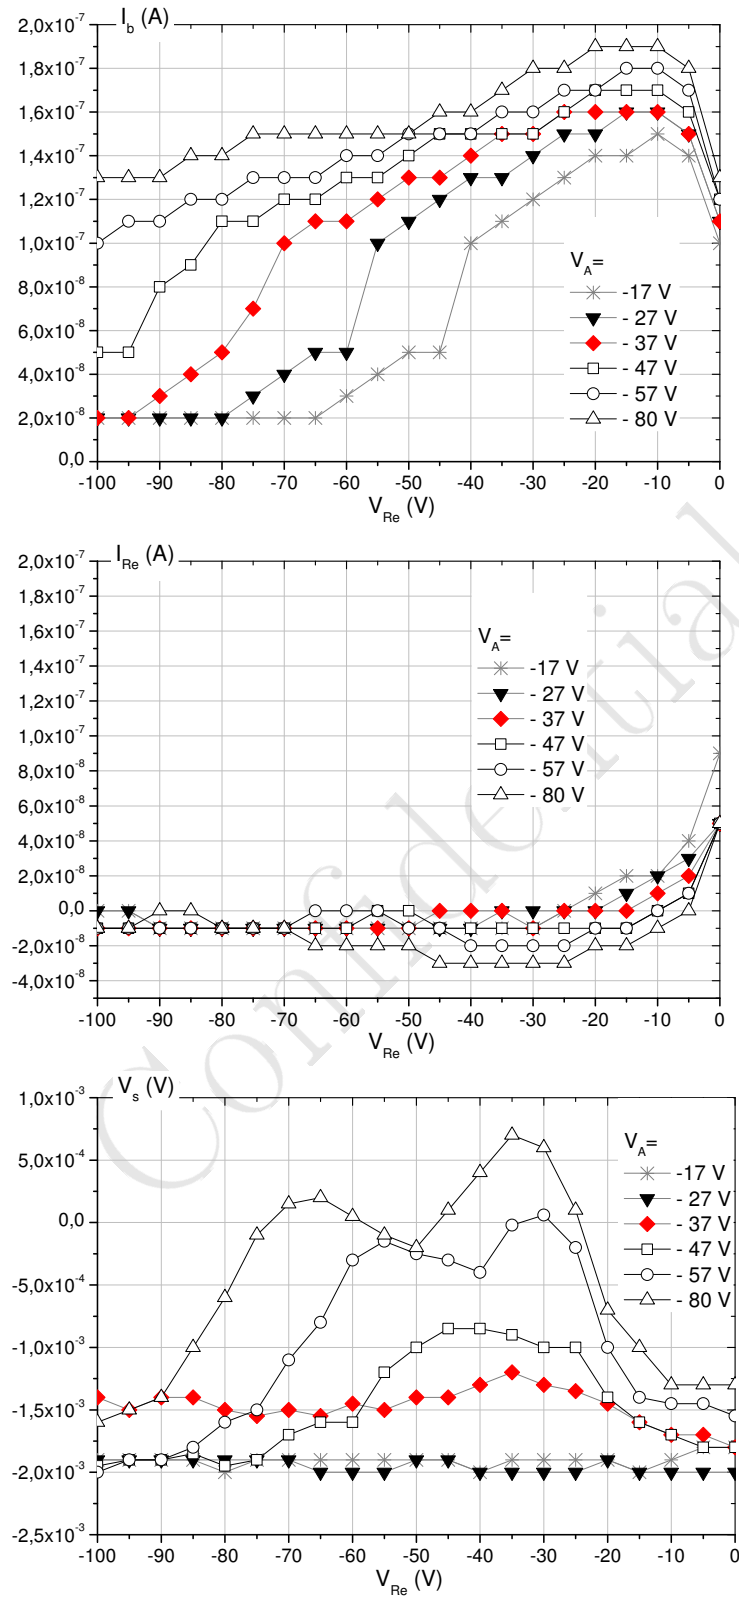 I_b (A)
2,0x10^-7
1,8x10^-7
1,6x10^-7
1,4x10^-7
1,2x10^-7
1,0x10^-7
8,0x10^-8
6,0x10^-8
4,0x10^-8
2,0x10^-8
0,0
V_A=
-17 V
- 27 V
- 37 V
- 47 V
- 57 V
- 80 V
-100 -90 -80 -70 -60 -50 -40 -30 -20 -10 0
V_Re (V)
I_Re (A)
2,0x10^-7
1,8x10^-7
1,6x10^-7
1,4x10^-7
1,2x10^-7
1,0x10^-7
8,0x10^-8
6,0x10^-8
4,0x10^-8
2,0x10^-8
0,0
-2,0x10^-8
-4,0x10^-8
V_A=
-17 V
- 27 V
- 37 V
- 47 V
- 57 V
- 80 V
-100 -90 -80 -70 -60 -50 -40 -30 -20 -10 0
V_Re (V)
V_s (V)
1,0x10^-3
5,0x10^-4
0,0
-5,0x10^-4
-1,0x10^-3
-1,5x10^-3
-2,0x10^-3
-2,5x10^-3
V_A=
-17 V
- 27 V
- 37 V
- 47 V
- 57 V
- 80 V
-100 -90 -80 -70 -60 -50 -40 -30 -20 -10 0
V_Re (V)
Confidential